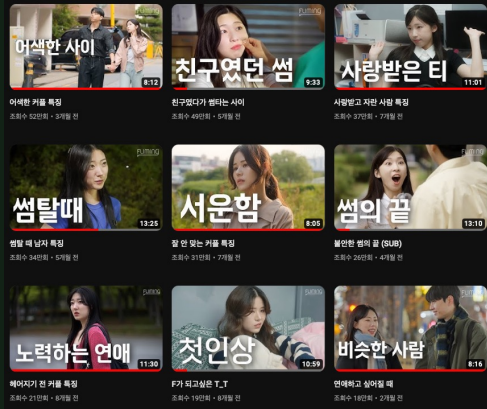 FUMING
어색한 사이
8:12
FUMING
친구였던 썸
9:33
사랑받은 티
11:01
어색한 커플 특징
조회수 52만회 • 3개월 전
친구였다가 썸타는 사이
조회수 49만회 • 5개월 전
사랑받고 자란 사람 특징
조회수 37만회 • 7개월 전
FUMING
썸탈때
13:25
서운함
8:05
FUMING
썸의 끝
13:10
썸탈 때 남자 특징
조회수 34만회 • 5개월 전
잘 안 맞는 커플 특징
조회수 31만회 • 7개월 전
불안한 썸의 끝 (SUB)
조회수 26만회 • 4개월 전
FUMING
노력하는 연애
11:30
FUMING
첫인상
10:59
FUMING
비슷한 사람
8:16
헤어지기 전 커플 특징
조회수 21만회 • 8개월 전
F가 되고싶은 T_T
조회수 19만회 • 8개월 전
연애하고 싶어질 때
조회수 18만회 • 2개월 전